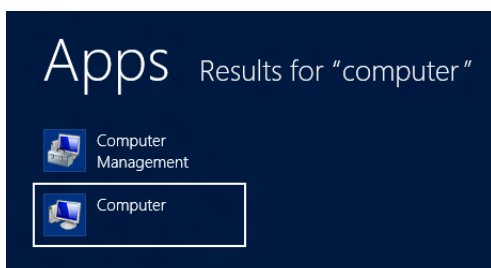 Apps Results for “computer”
Computer
Management
Computer